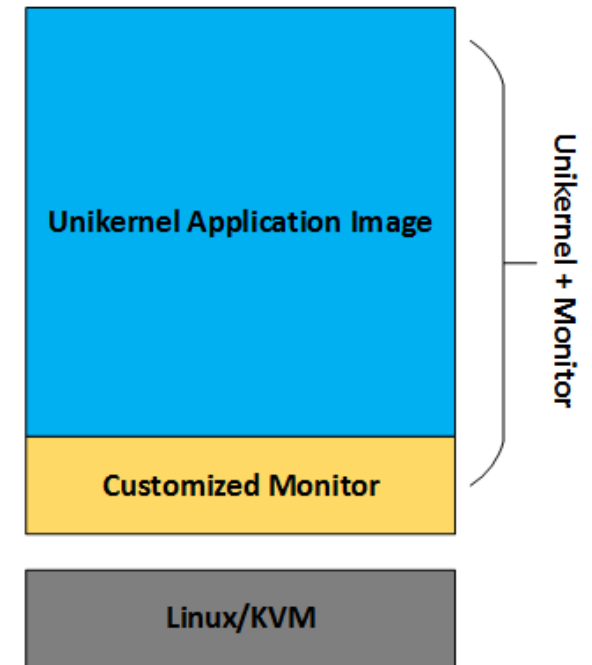 Unikernel Application Image
Unikernel + Monitor
Customized Monitor
Linux/KVM